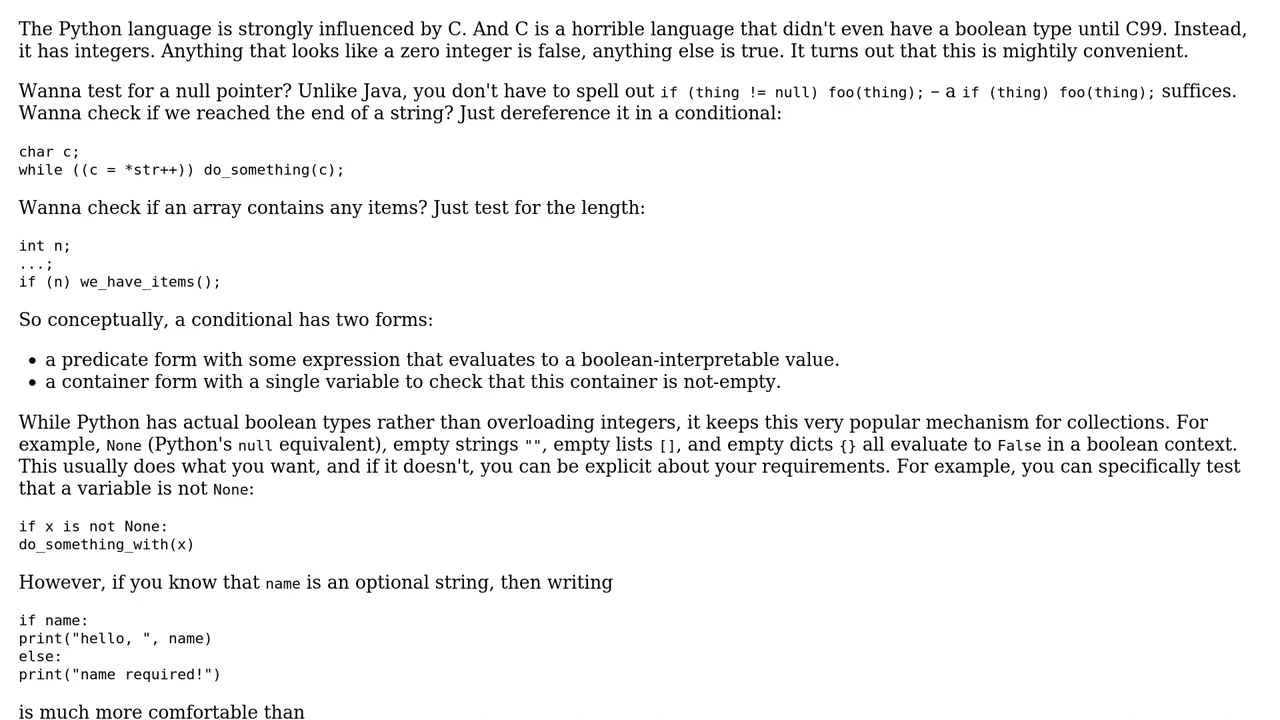 The Python language is strongly influenced by C. And C is a horrible language that didn't even have a boolean type until C99. Instead,
it has integers. Anything that looks like a zero integer is false, anything else is true. It turns out that this is mightily convenient.
Wanna test for a null pointer? Unlike Java, you don't have to spell out if (thing != null) foo(thing); – a if (thing) foo(thing); suffices.
Wanna check if we reached the end of a string? Just dereference it in a conditional:
char c;
while ((c = *str++)) do_something(c);
Wanna check if an array contains any items? Just test for the length:
int n;
...;
if (n) we_have_items();
So conceptually, a conditional has two forms:
• a predicate form with some expression that evaluates to a boolean-interpretable value.
• a container form with a single variable to check that this container is not-empty.
While Python has actual boolean types rather than overloading integers, it keeps this very popular mechanism for collections. For
example, None (Python's null equivalent), empty strings "", empty lists [], and empty dicts {} all evaluate to False in a boolean context.
This usually does what you want, and if it doesn't, you can be explicit about your requirements. For example, you can specifically test
that a variable is not None:
if x is not None:
do_something_with(x)
However, if you know that name is an optional string, then writing
if name:
print("hello, ", name)
else:
print("name required!")
is much more comfortable than